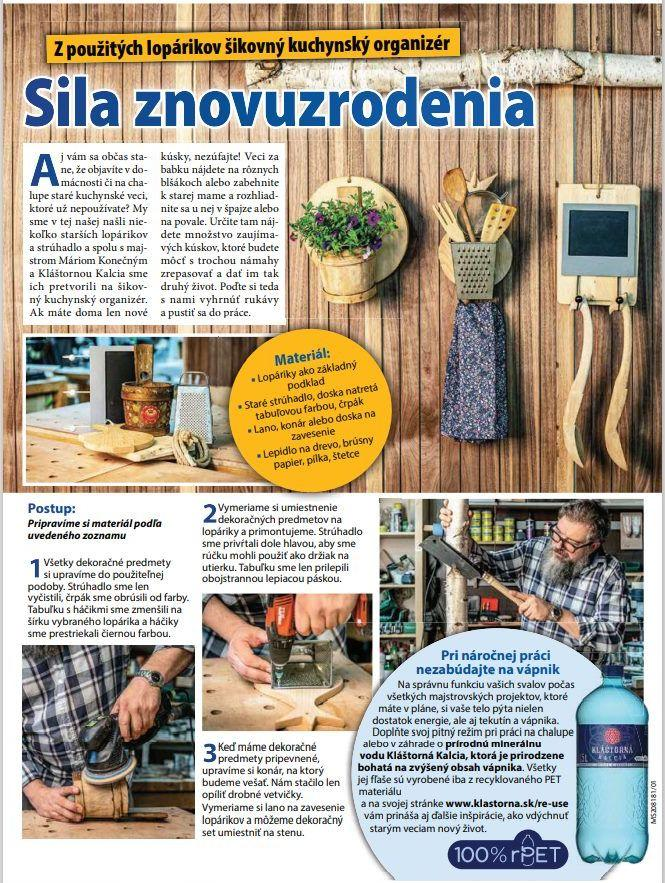 Z použitých lopárikov šikovný kuchynský organizér
Sila znovuzrodenia
Aj vám sa občas sta-
ne, že objavíte v do-
mácnosti či na cha-
lupe staré kuchynské veci,
ktoré už nepoužívate? My
sme v tej našej našli nie-
koľko starších lopárikov
a strúhadlo a spolu s maj-
strom Máriom Konečným
a Kláštornou Kalcia sme
ich pretvorili na šikov-
ný kuchynský organizér.
Ak máte doma len nové
kúsky, nezúfajte! Veci za
babku nájdete na rôznych
blšákoch alebo zabehnite
k starej mame a rozhliad-
nite sa u nej v špajze alebo
na povale. Určite tam náj-
dete množstvo zaujíma-
vých kúskov, ktoré budete
môcť s trochou námahy
zrepasovať a dať im tak
druhý život. Poďte si teda
s nami vyhrnúť rukávy
a pustiť sa do práce.
Materiál:
▪ Lopáriky ako základný
podklad
▪ Staré strúhadlo, doska natretá
tabuľovou farbou, črpák
▪ Lano, konár alebo doska na
zavesenie
▪ Lepidlo na drevo, brúsny
papier, pílka, štetce
Postup:
Pripravíme si materiál podľa
uvedeného zoznamu
1 Všetky dekoračné predmety
si upravíme do použiteľnej
podoby. Strúhadlo sme len
vyčistili, črpák sme obrúsili od farby.
Tabuľku s háčikmi sme zmenšili na
šírku vybraného lopárika a háčiky
sme prestriekali čiernou farbou.
2 Vymeriame si umiestnenie
dekoračných predmetov na
lopáriky a primontujeme. Strúhadlo
sme privŕtali dole hlavou, aby sme
rúčku mohli použiť ako držiak na
utierku. Tabuľku sme len prilepili
obojstrannou lepiacou páskou.
3 Keď máme dekoračné
predmety pripevnené,
upravíme si konár, na ktorý
budeme vešať. Nám stačilo len
opíliť drobné vetvičky.
Vymeriame si lano na zavesenie
lopárikov a môžeme dekoračný
set umiestniť na stenu.
Pri náročnej práci
nezabúdajte na vápnik
Na správnu funkciu vašich svalov počas
všetkých majstrovských projektov, ktoré
máte v pláne, si vaše telo pýta nielen
dostatok energie, ale aj tekutín a vápnika.
Doplňte svoj pitný režim pri práci na chalupe
alebo v záhrade o prírodnú minerálnu
vodu Kláštorná Kalcia, ktorá je prirodzene
bohatá na zvýšený obsah vápnika. Všetky
jej fľaše sú vyrobené iba z recyklovaného PET
materiálu
a na svojej stránke www.klastorna.sk/re-use
vám prináša aj ďalšie inšpirácie, ako vdýchnuť
starým veciam nový život.
100% rPET
KLÁŠTORNÁ
KALCIA
MS208181/01